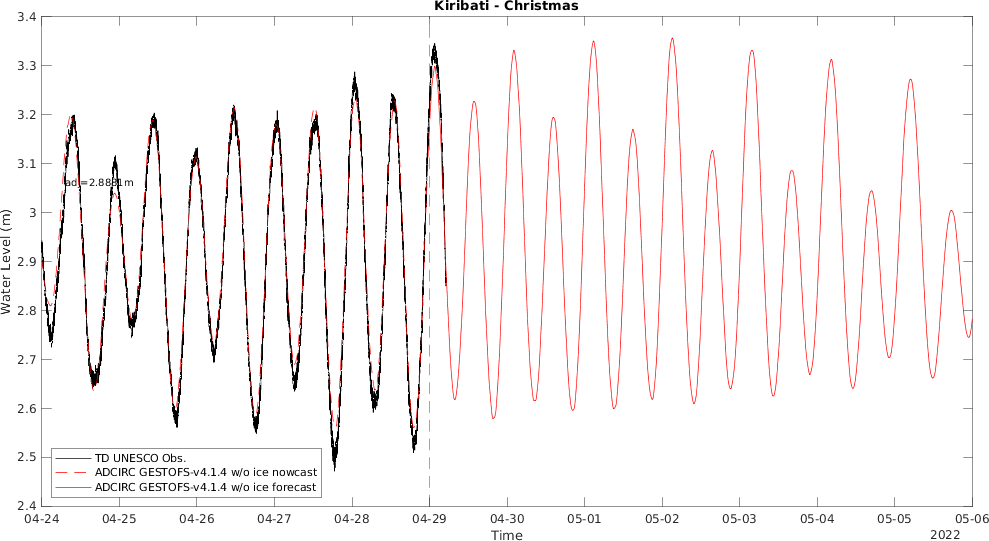 Kiribati - Christmas
3.4
3.3
3.2
3.1
3
2.9
2.8
2.7
2.6
2.5
2.4
Water Level (m)
adj=2.8881m
TD UNESCO Obs.
ADCIRC GESTOFS-v4.1.4 w/o ice nowcast
ADCIRC GESTOFS-v4.1.4 w/o ice forecast
04-24 04-25 04-26 04-27 04-28 04-29 04-30 05-01 05-02 05-03 05-04 05-05 05-06
Time
2022